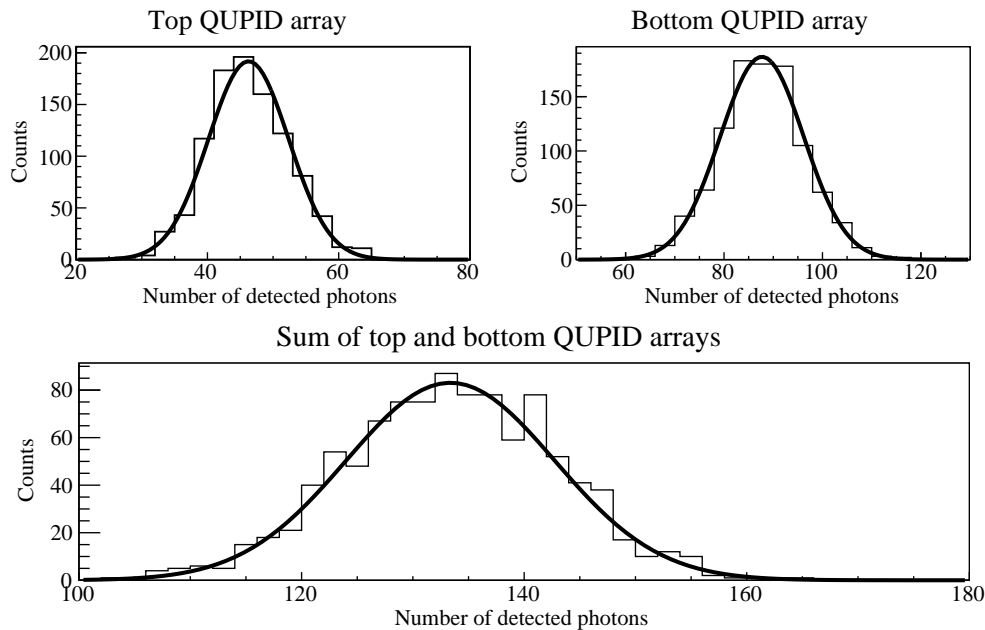 Top QUPID array
Counts
200
150
100
50
0
20 40 60 80
Number of detected photons
Bottom QUPID array
Counts
150
100
50
0
60 80 100 120
Number of detected photons
Sum of top and bottom QUPID arrays
Counts
80
60
40
20
0
100 120 140 160 180
Number of detected photons